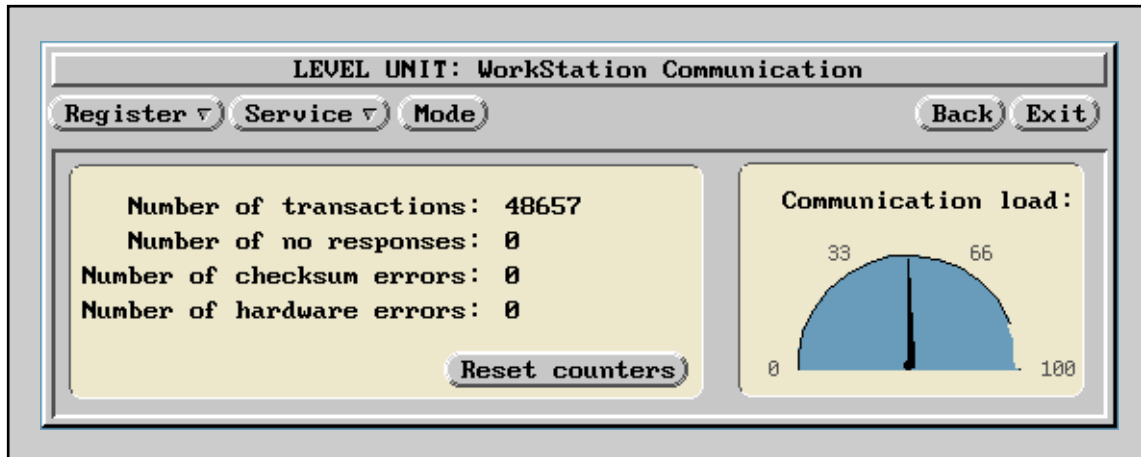 LEVEL UNIT: WorkStation Communication
Register ▿ Service ▿ Mode Back Exit
Number of transactions: 48657
Number of no responses: 0
Number of checksum errors: 0
Number of hardware errors: 0
Reset counters
Communication load:
33 66
0 100